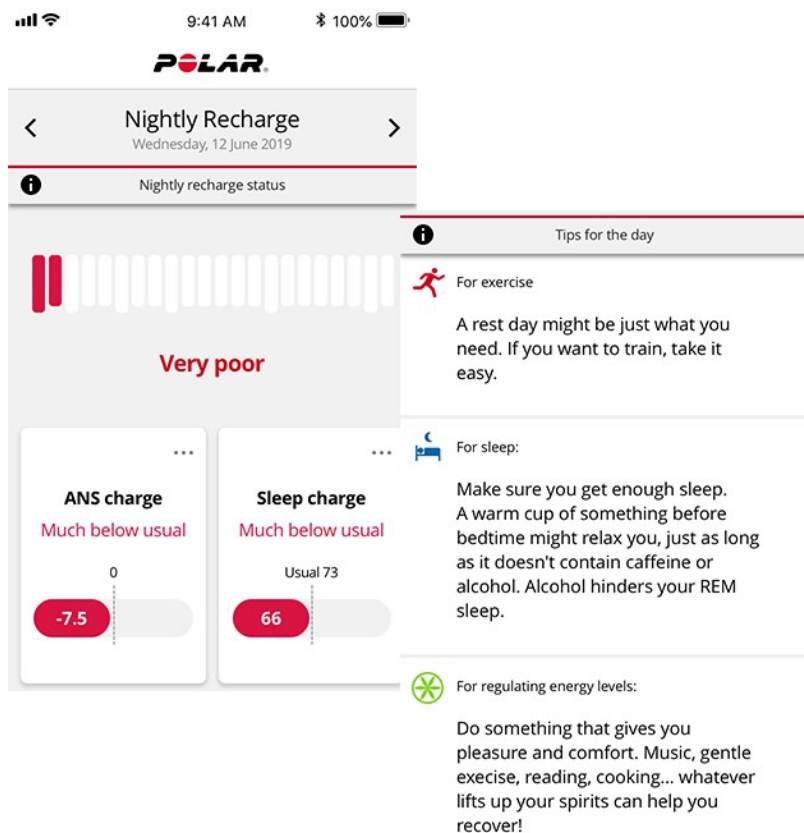 9:41 AM
100%
POLAR
Nightly Recharge
Wednesday, 12 June 2019
Nightly recharge status
Very poor
ANS charge
Much below usual
0
-7.5
Sleep charge
Much below usual
Usual 73
66
Tips for the day
For exercise
A rest day might be just what you
need. If you want to train, take it
easy.
For sleep:
Make sure you get enough sleep.
A warm cup of something before
bedtime might relax you, just as long
as it doesn't contain caffeine or
alcohol. Alcohol hinders your REM
sleep.
For regulating energy levels:
Do something that gives you
pleasure and comfort. Music, gentle
execise, reading, cooking... whatever
lifts up your spirits can help you
recover!